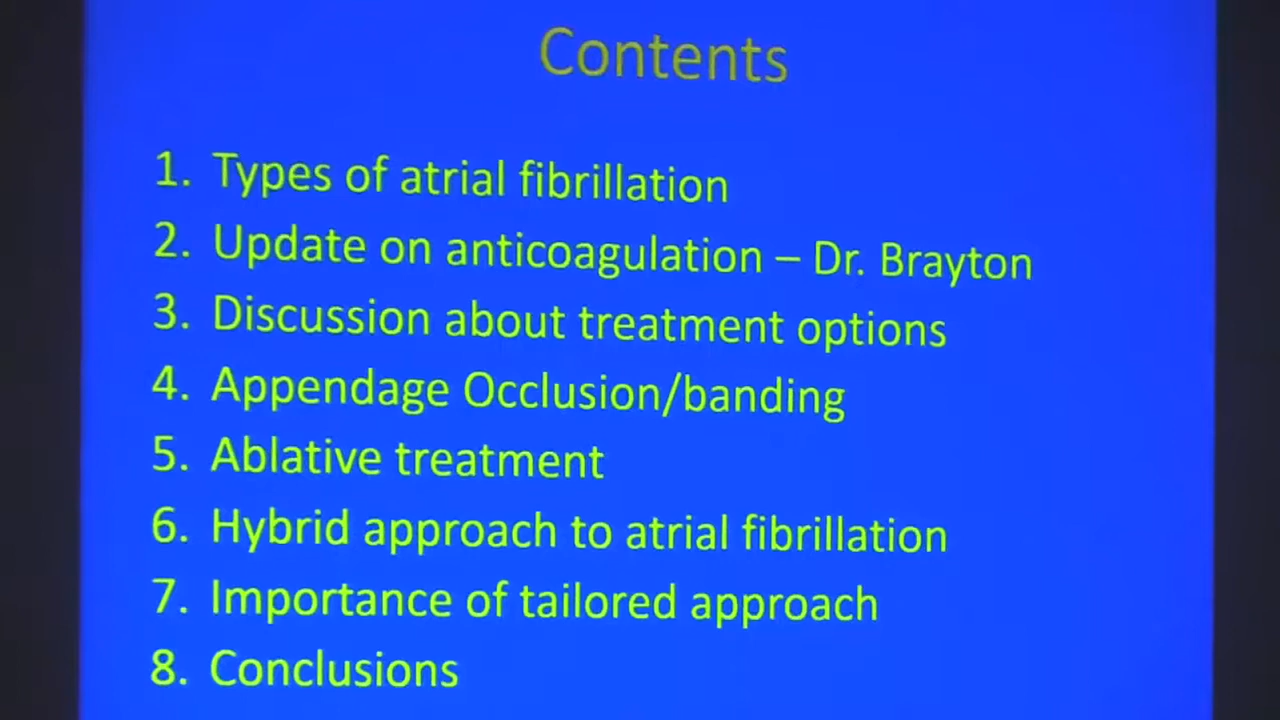 Contents
1. Types of atrial fibrillation
2. Update on anticoagulation – Dr. Brayton
3. Discussion about treatment options
4. Appendage Occlusion/banding
5. Ablative treatment
6. Hybrid approach to atrial fibrillation
7. Importance of tailored approach
8. Conclusions